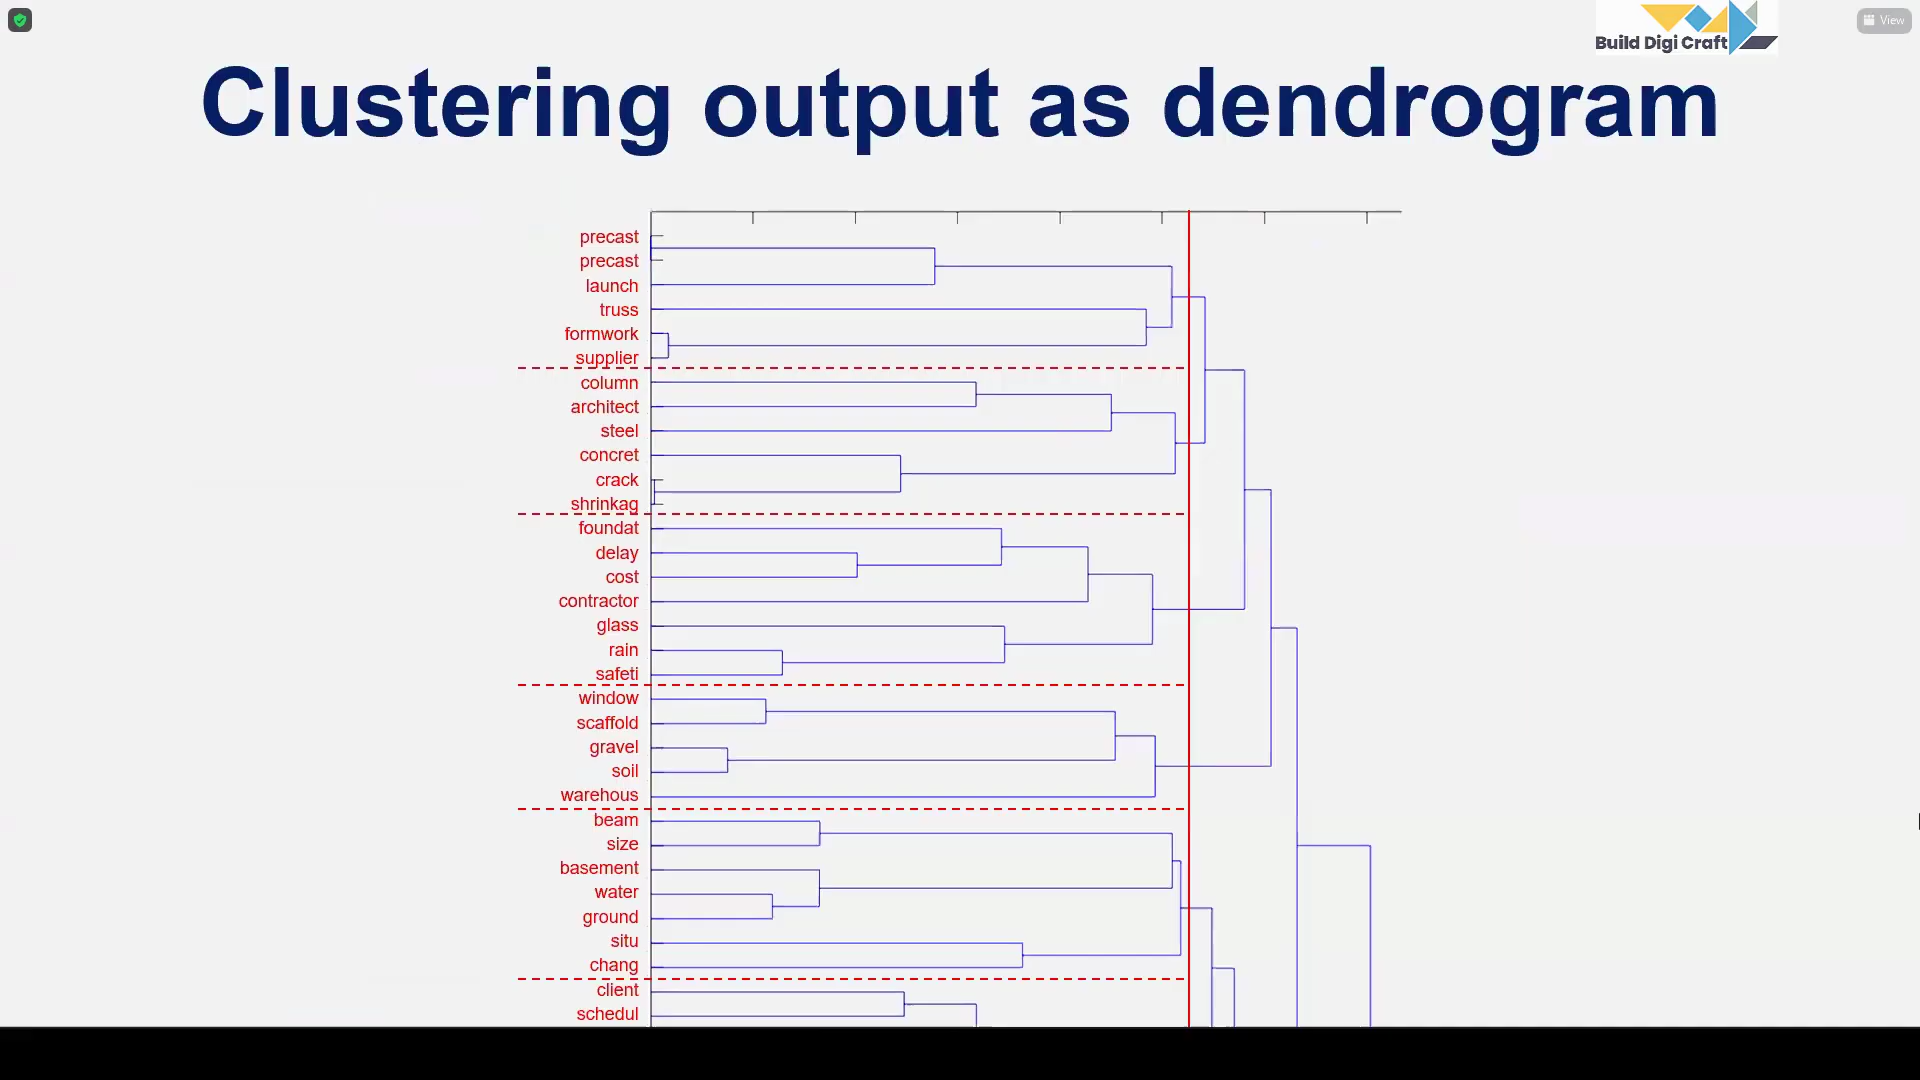 Build Digi Craft
View
Clustering output as dendrogram
precast
precast
launch
truss
formwork
supplier
column
architect
steel
concret
crack
shrinkag
foundat
delay
cost
contractor
glass
rain
safeti
window
scaffold
gravel
soil
warehous
beam
size
basement
water
ground
situ
chang
client
schedul